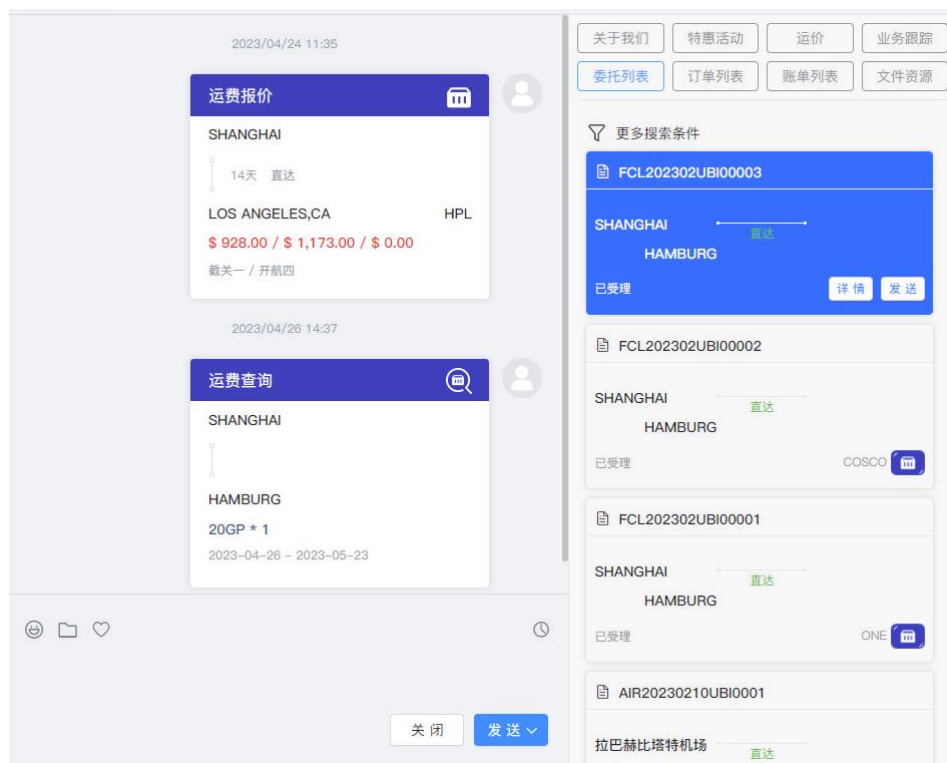 2023/04/24 11:35
运费报价
SHANGHAI
14天 直达
LOS ANGELES,CA HPL
$ 928.00 / $ 1,173.00 / $ 0.00
截关一 / 开航四
2023/04/26 14:37
运费查询
SHANGHAI
HAMBURG
20GP * 1
2023-04-26 - 2023-05-23
关 闭 发 送
关于我们 特惠活动 运价 业务跟踪
委托列表 订单列表 账单列表 文件资源
更多搜索条件
FCL202302UBI00003
SHANGHAI 直达
HAMBURG
已受理 详 情 发 送
FCL202302UBI00002
SHANGHAI 直达
HAMBURG
已受理 COSCO
FCL202302UBI00001
SHANGHAI 直达
HAMBURG
已受理 ONE
AIR20230210UBI0001
拉巴赫比塔特机场 直达